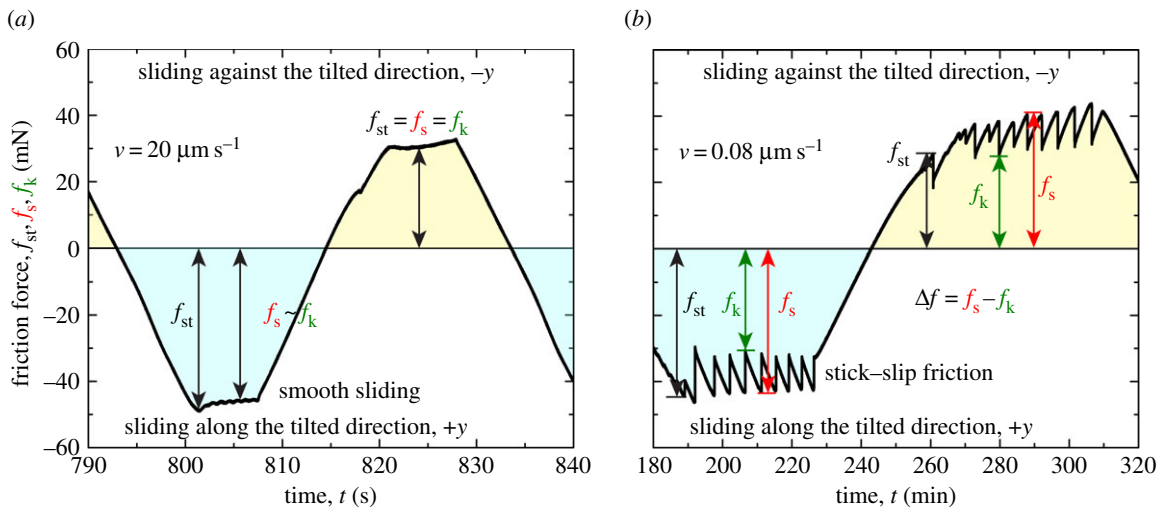 (a)
60
40
20
0
−20
−40
−60
friction force, fst, fs, fk (mN)
sliding against the tilted direction, –y
v = 20 μm s−1
fst = fs = fk
fst
fs ~ fk
smooth sliding
sliding along the tilted direction, +y
790 800 810 820 830 840
time, t (s)
(b)
sliding against the tilted direction, –y
v = 0.08 μm s−1
fst
fk
fs
fst
fk
fs
Δf = fs – fk
stick–slip friction
sliding along the tilted direction, +y
180 200 220 240 260 280 300 320
time, t (min)